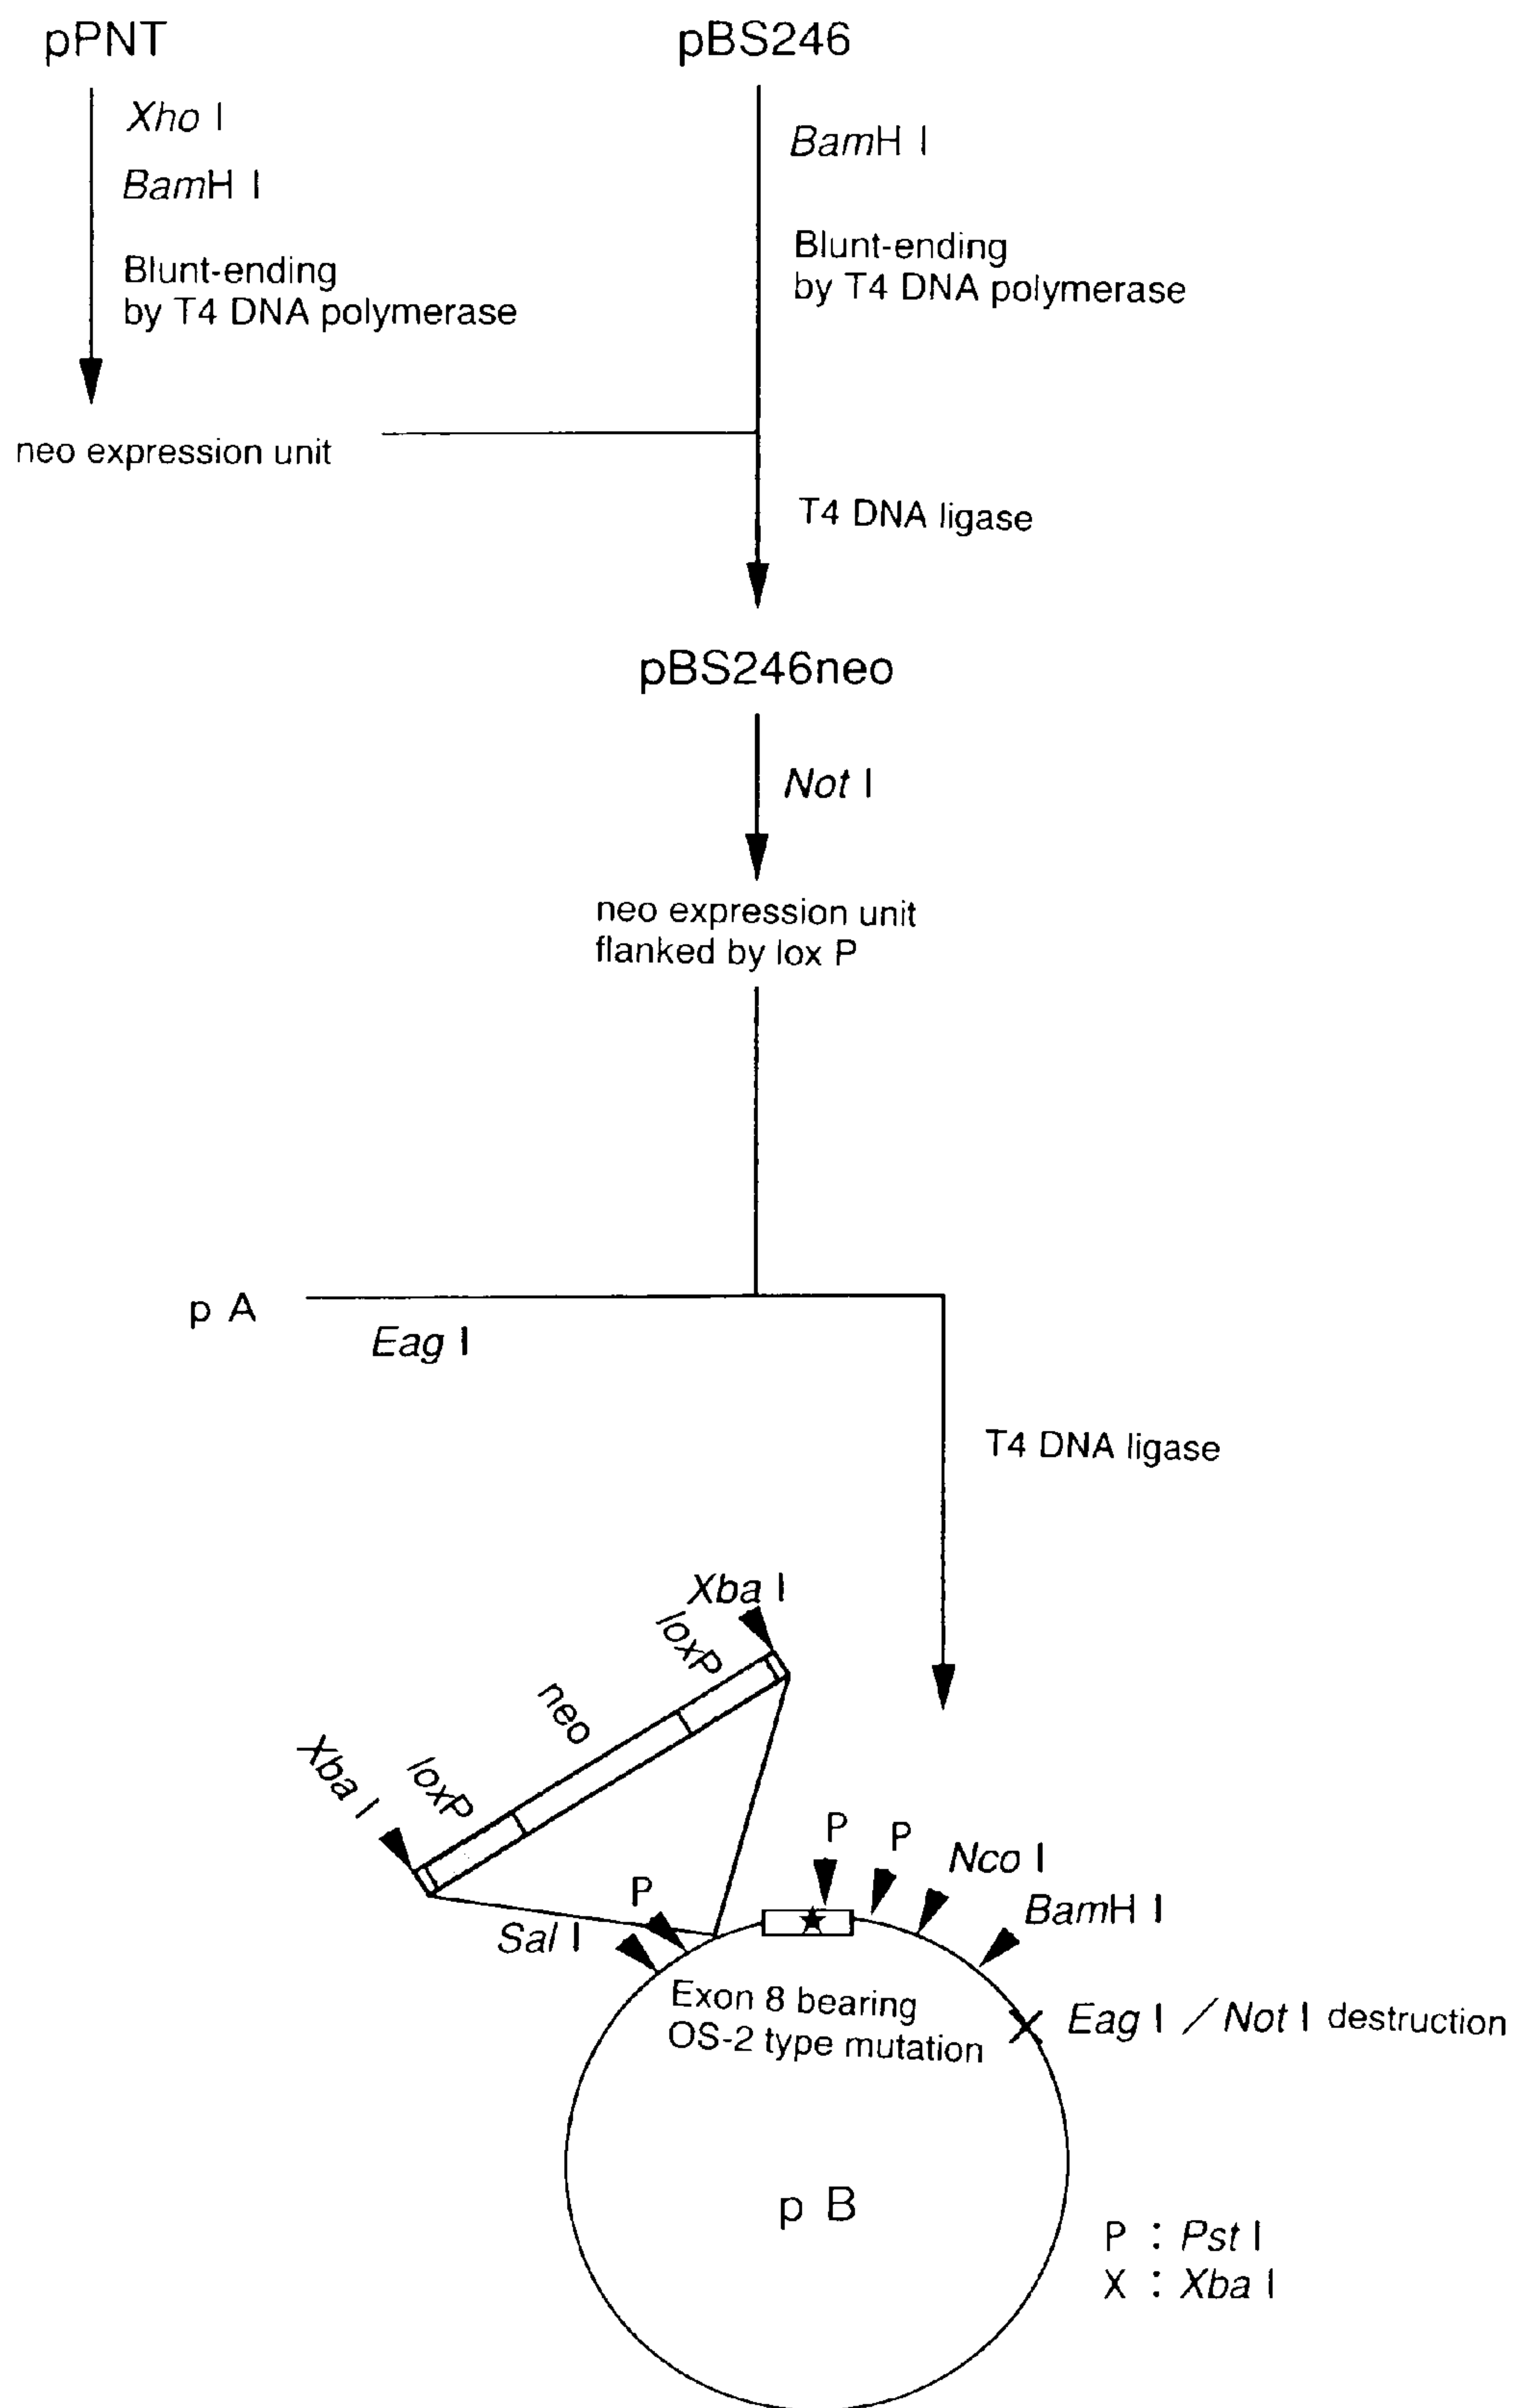 pPNT
pBS246
Xho I
BamH I
BamH I
Blunt-ending
by T4 DNA polymerase
Blunt-ending
by T4 DNA polymerase
neo expression unit
T4 DNA ligase
pBS246neo
Not I
neo expression unit
flanked by lox P
p A
Eag I
T4 DNA ligase
Xba I
loxP
neo
Xba I
loxP
P
P
Nco I
P
BamH I
Sal I
Exon 8 bearing
OS-2 type mutation
Eag I / Not I destruction
p B
P : Pst I
X : Xba I